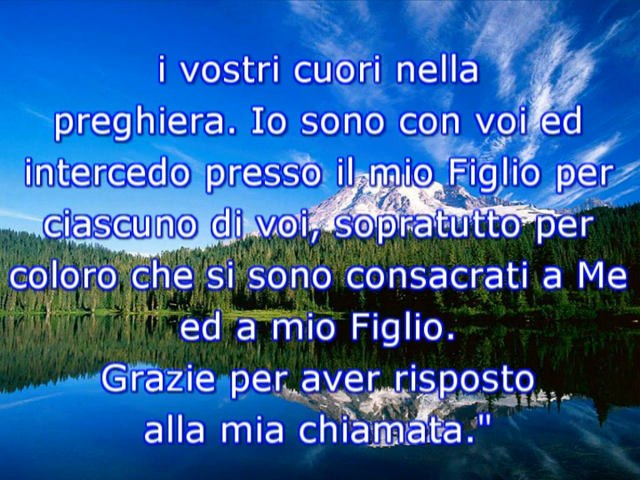 i vostri cuori nella
preghiera. Io sono con voi ed
intercedo presso il mio Figlio per
ciascuno di voi, sopratutto per
coloro che si sono consacrati a Me
ed a mio Figlio.
Grazie per aver risposto
alla mia chiamata."